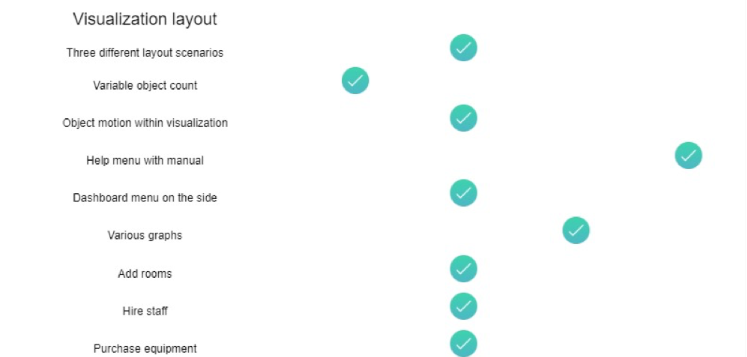 Visualization layout
Three different layout scenarios
Variable object count
Object motion within visualization
Help menu with manual
Dashboard menu on the side
Various graphs
Add rooms
Hire staff
Purchase equipment